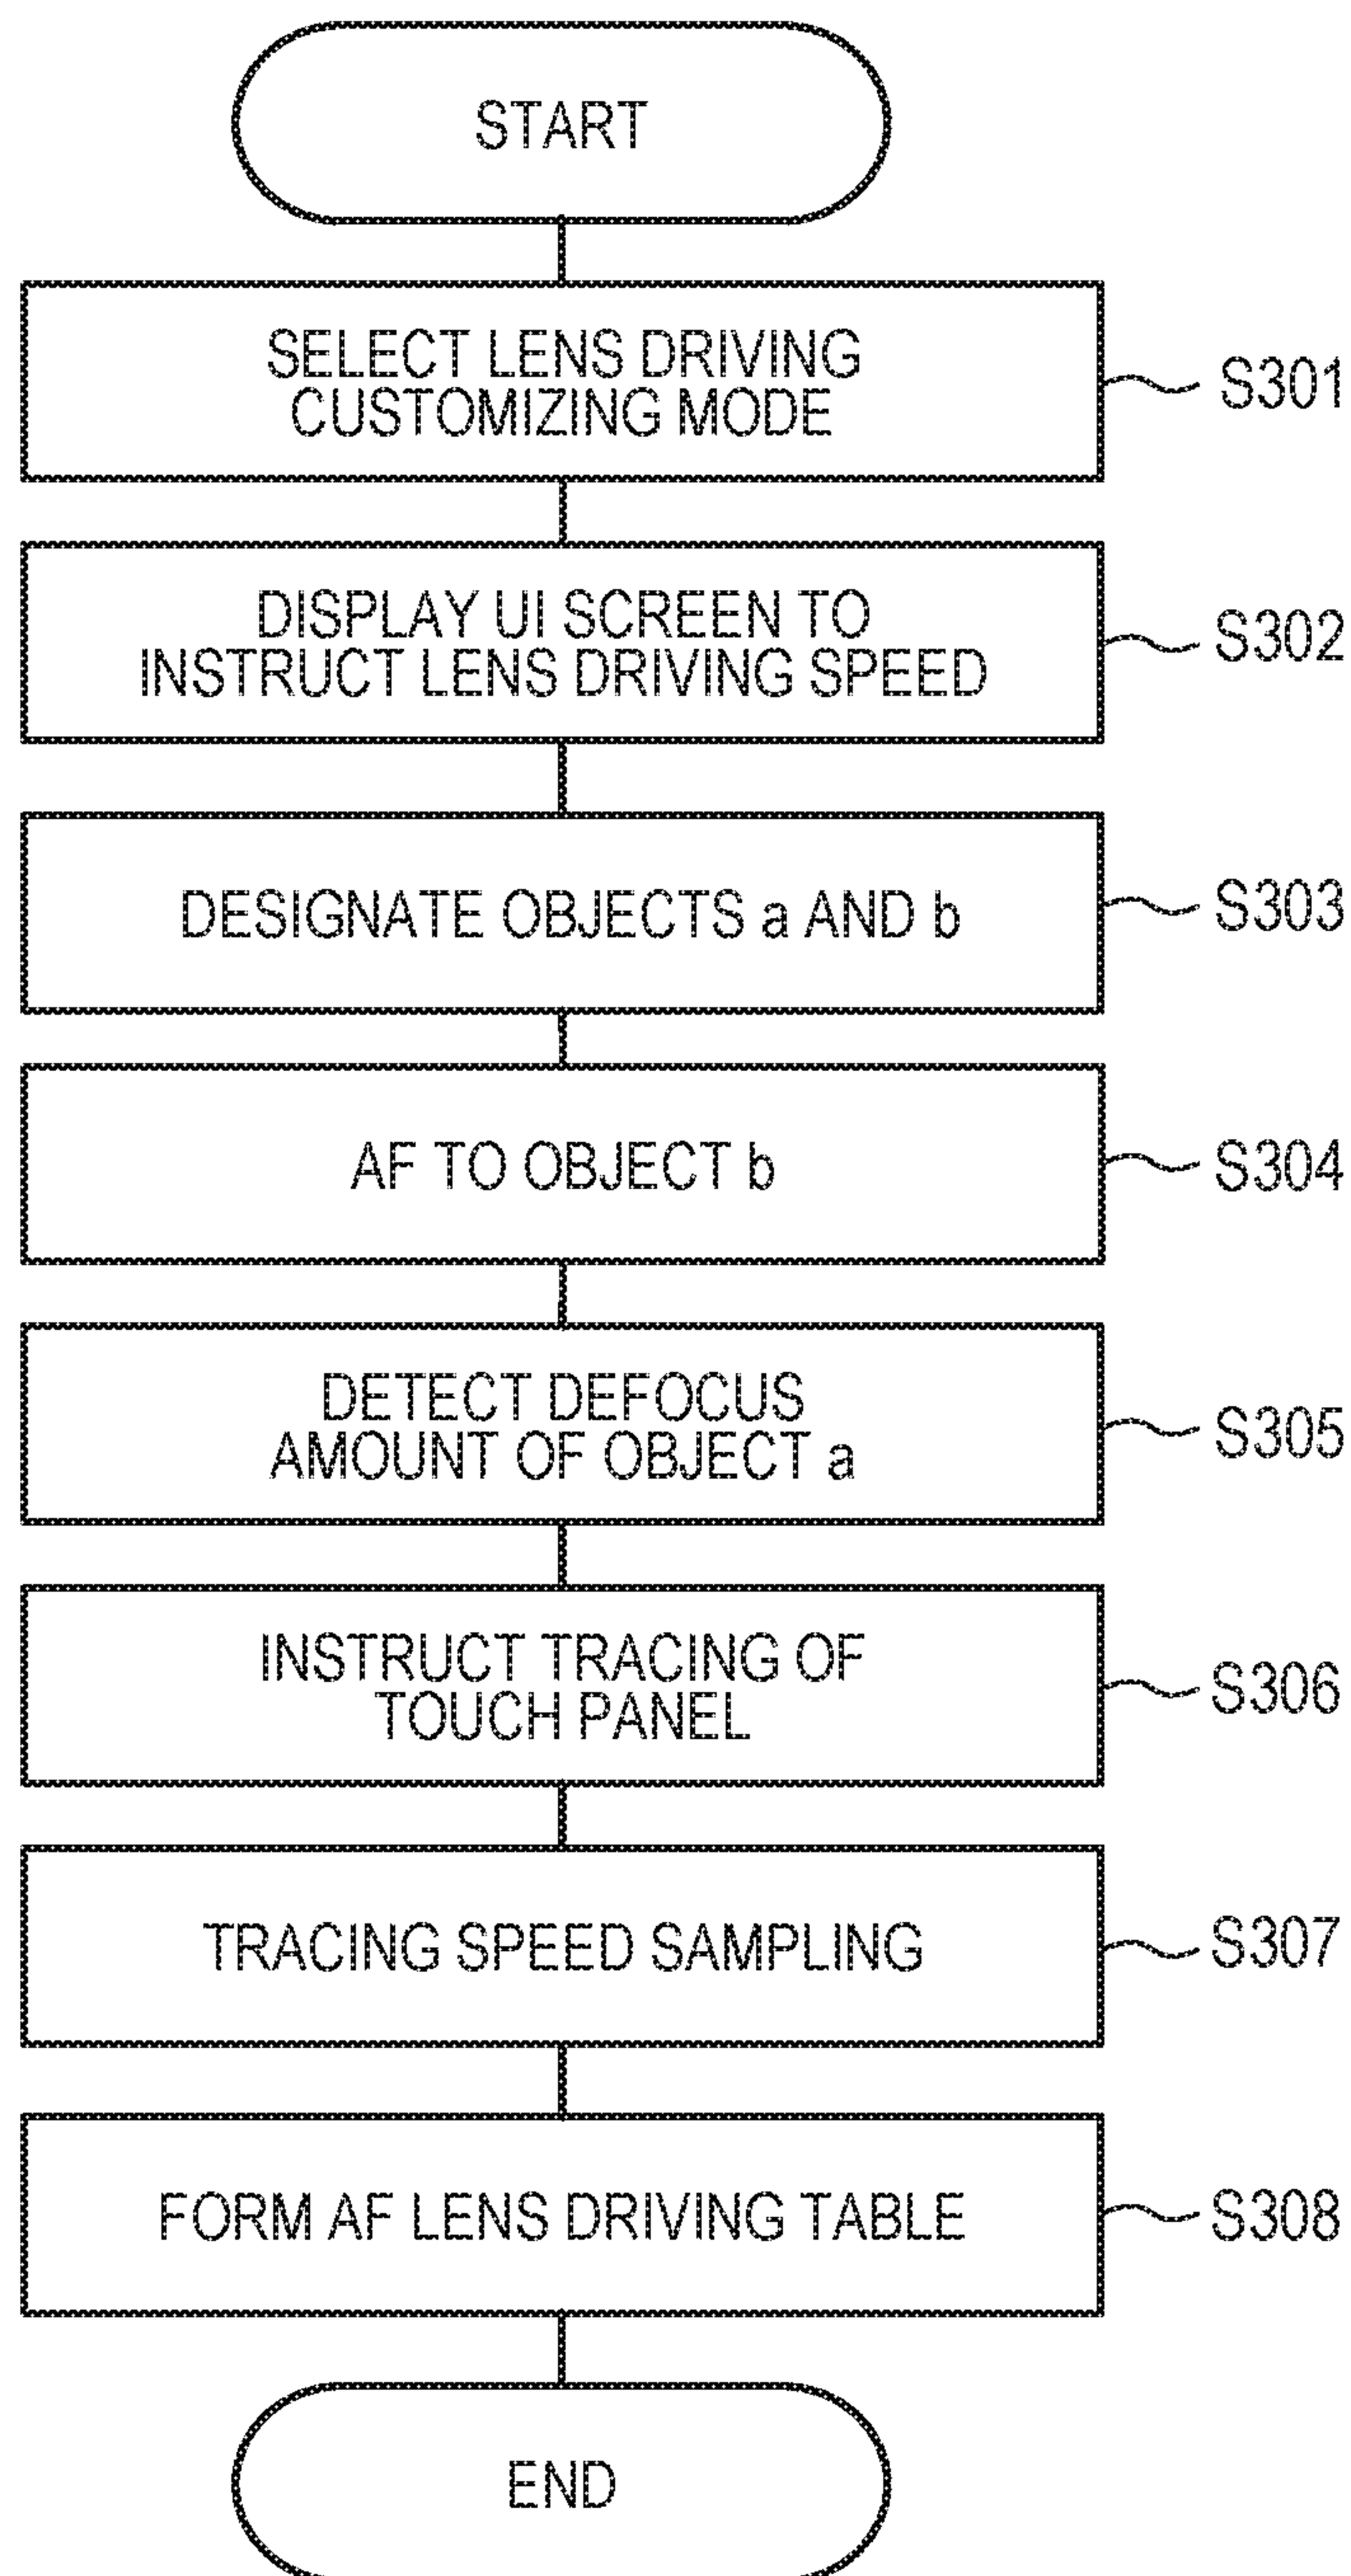 START
SELECT LENS DRIVING
CUSTOMIZING MODE
S301
DISPLAY UI SCREEN TO
INSTRUCT LENS DRIVING SPEED
S302
DESIGNATE OBJECTS a AND b
S303
AF TO OBJECT b
S304
DETECT DEFOCUS
AMOUNT OF OBJECT a
S305
INSTRUCT TRACING OF
TOUCH PANEL
S306
TRACING SPEED SAMPLING
S307
FORM AF LENS DRIVING TABLE
S308
END